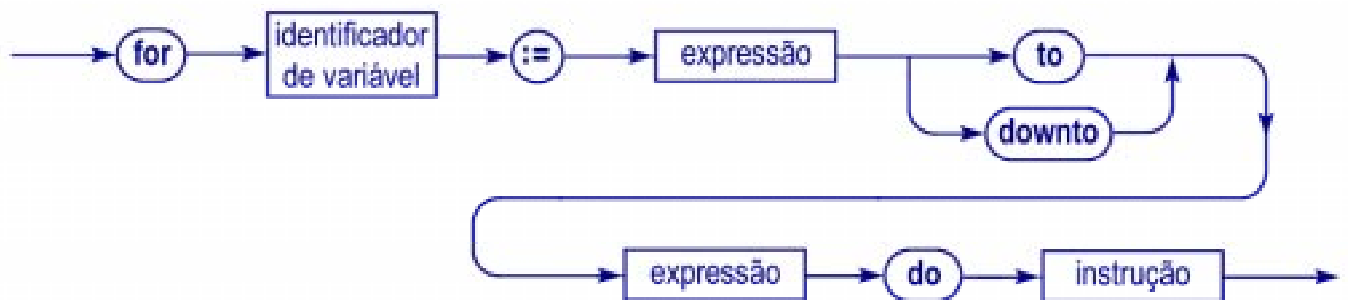 for
identificador
de variável
:=
expressão
to
downto
expressão
do
instrução